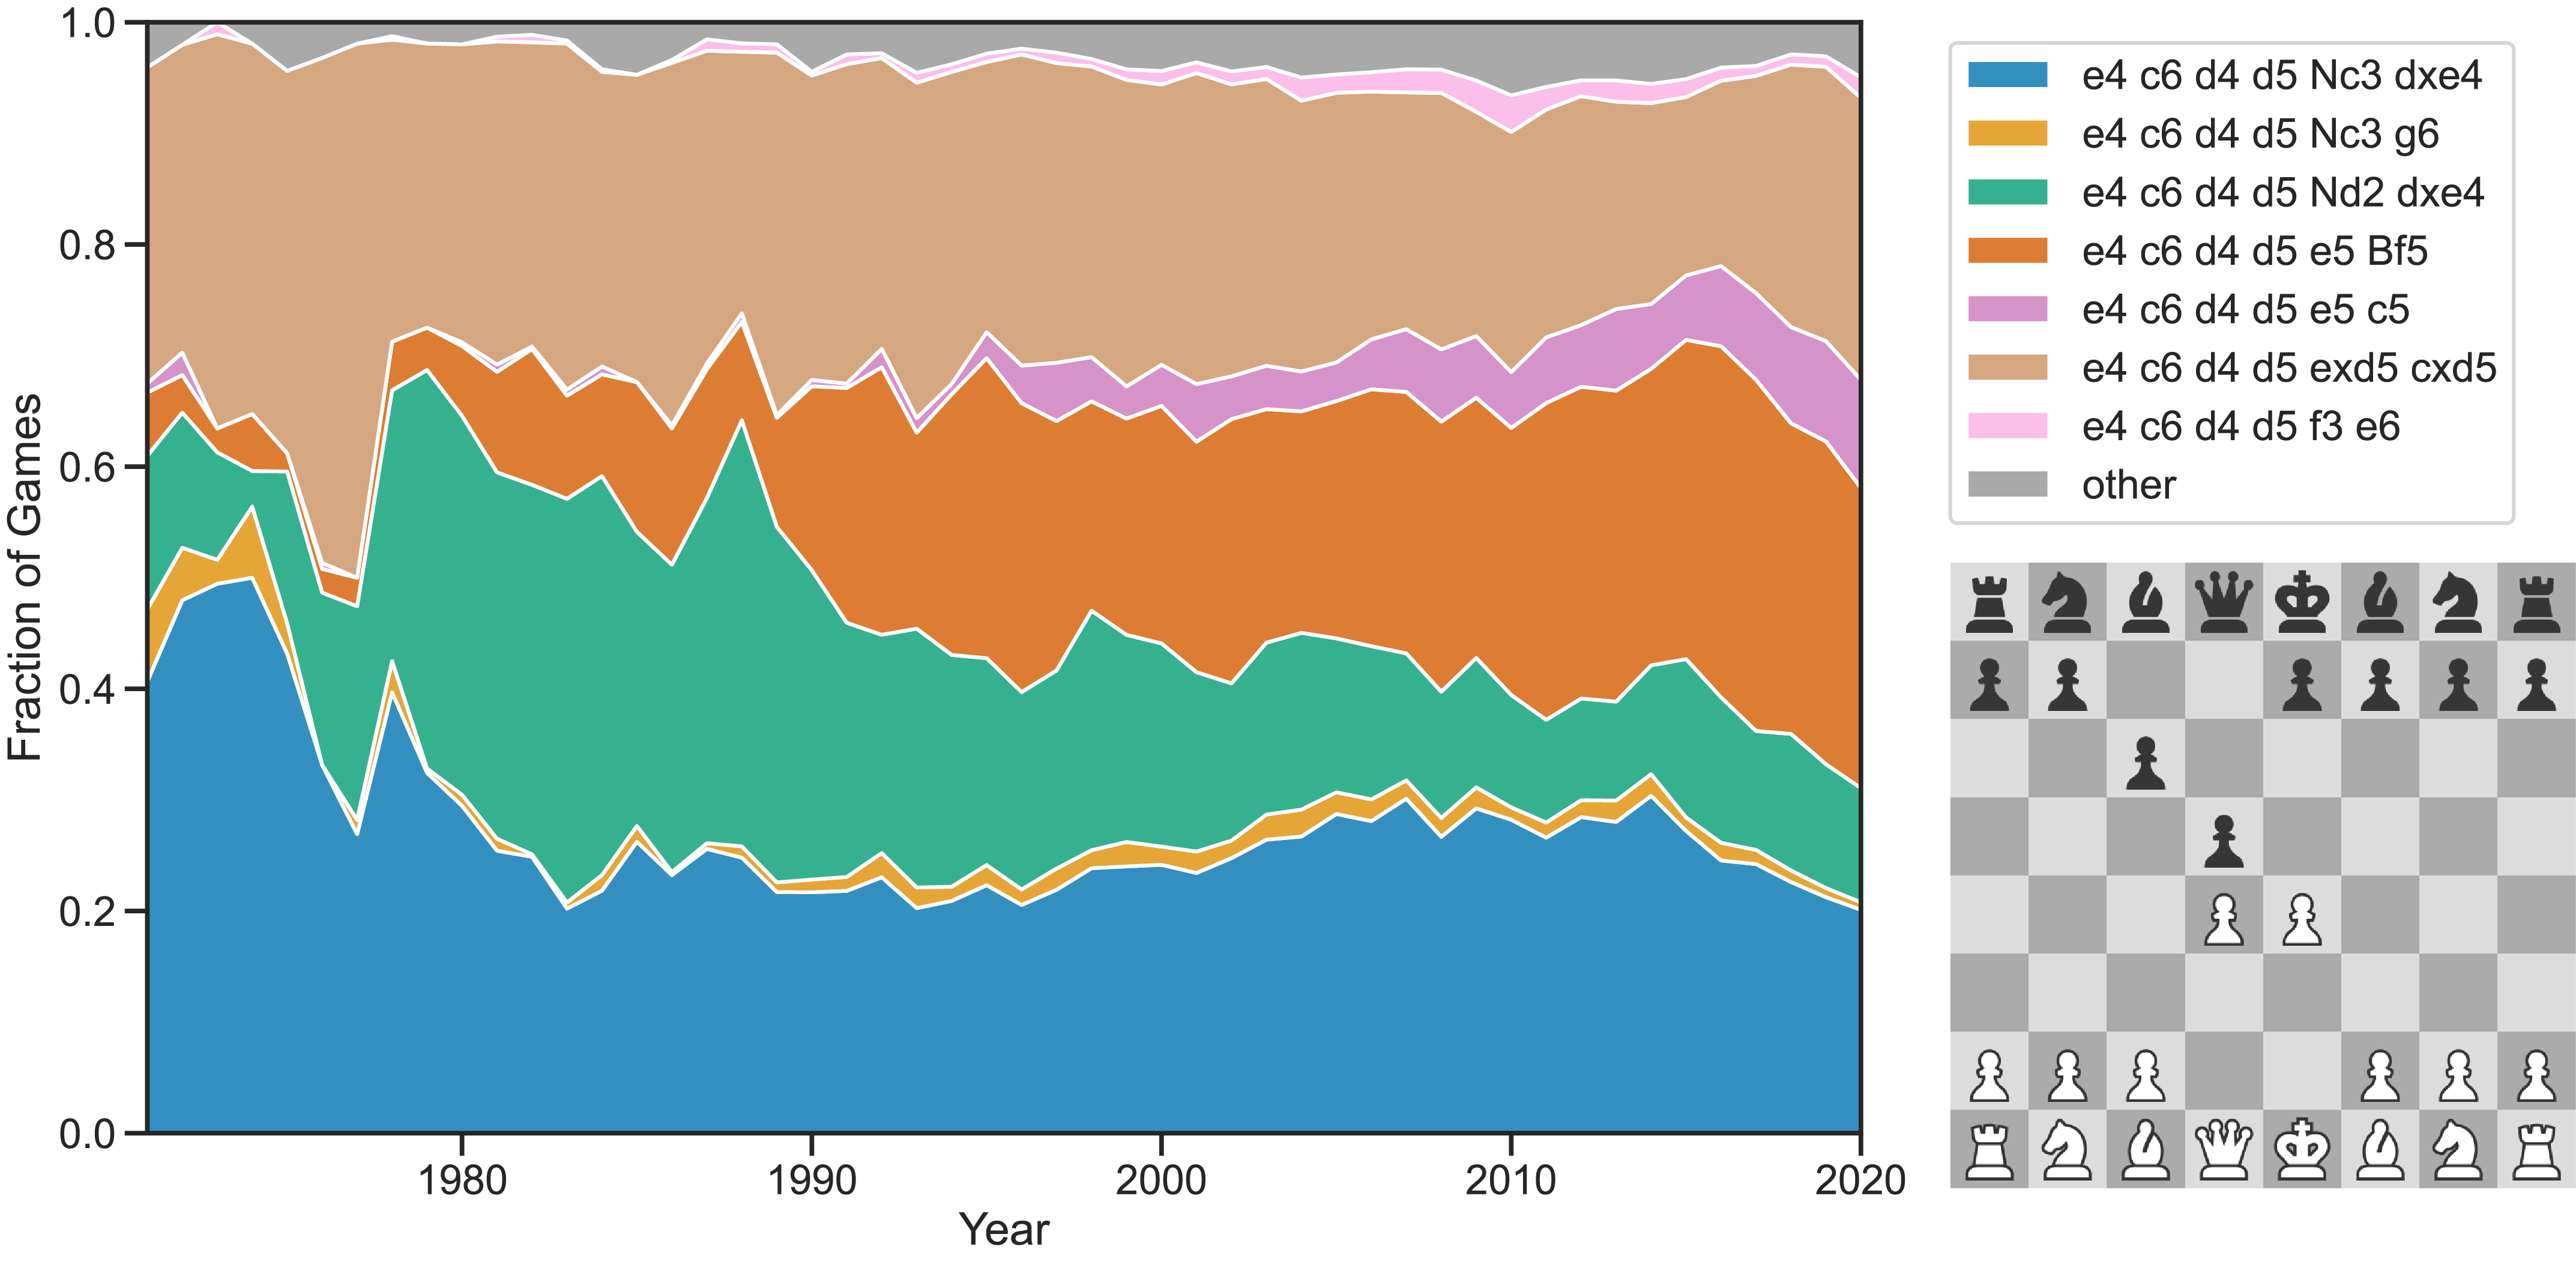 1.0
0.8
0.6
0.4
0.2
0.0
Fraction of Games
1980 1990 2000 2010 2020
Year
e4 c6 d4 d5 Nc3 dxe4
e4 c6 d4 d5 Nc3 g6
e4 c6 d4 d5 Nd2 dxe4
e4 c6 d4 d5 e5 Bf5
e4 c6 d4 d5 e5 c5
e4 c6 d4 d5 exd5 cxd5
e4 c6 d4 d5 f3 e6
other